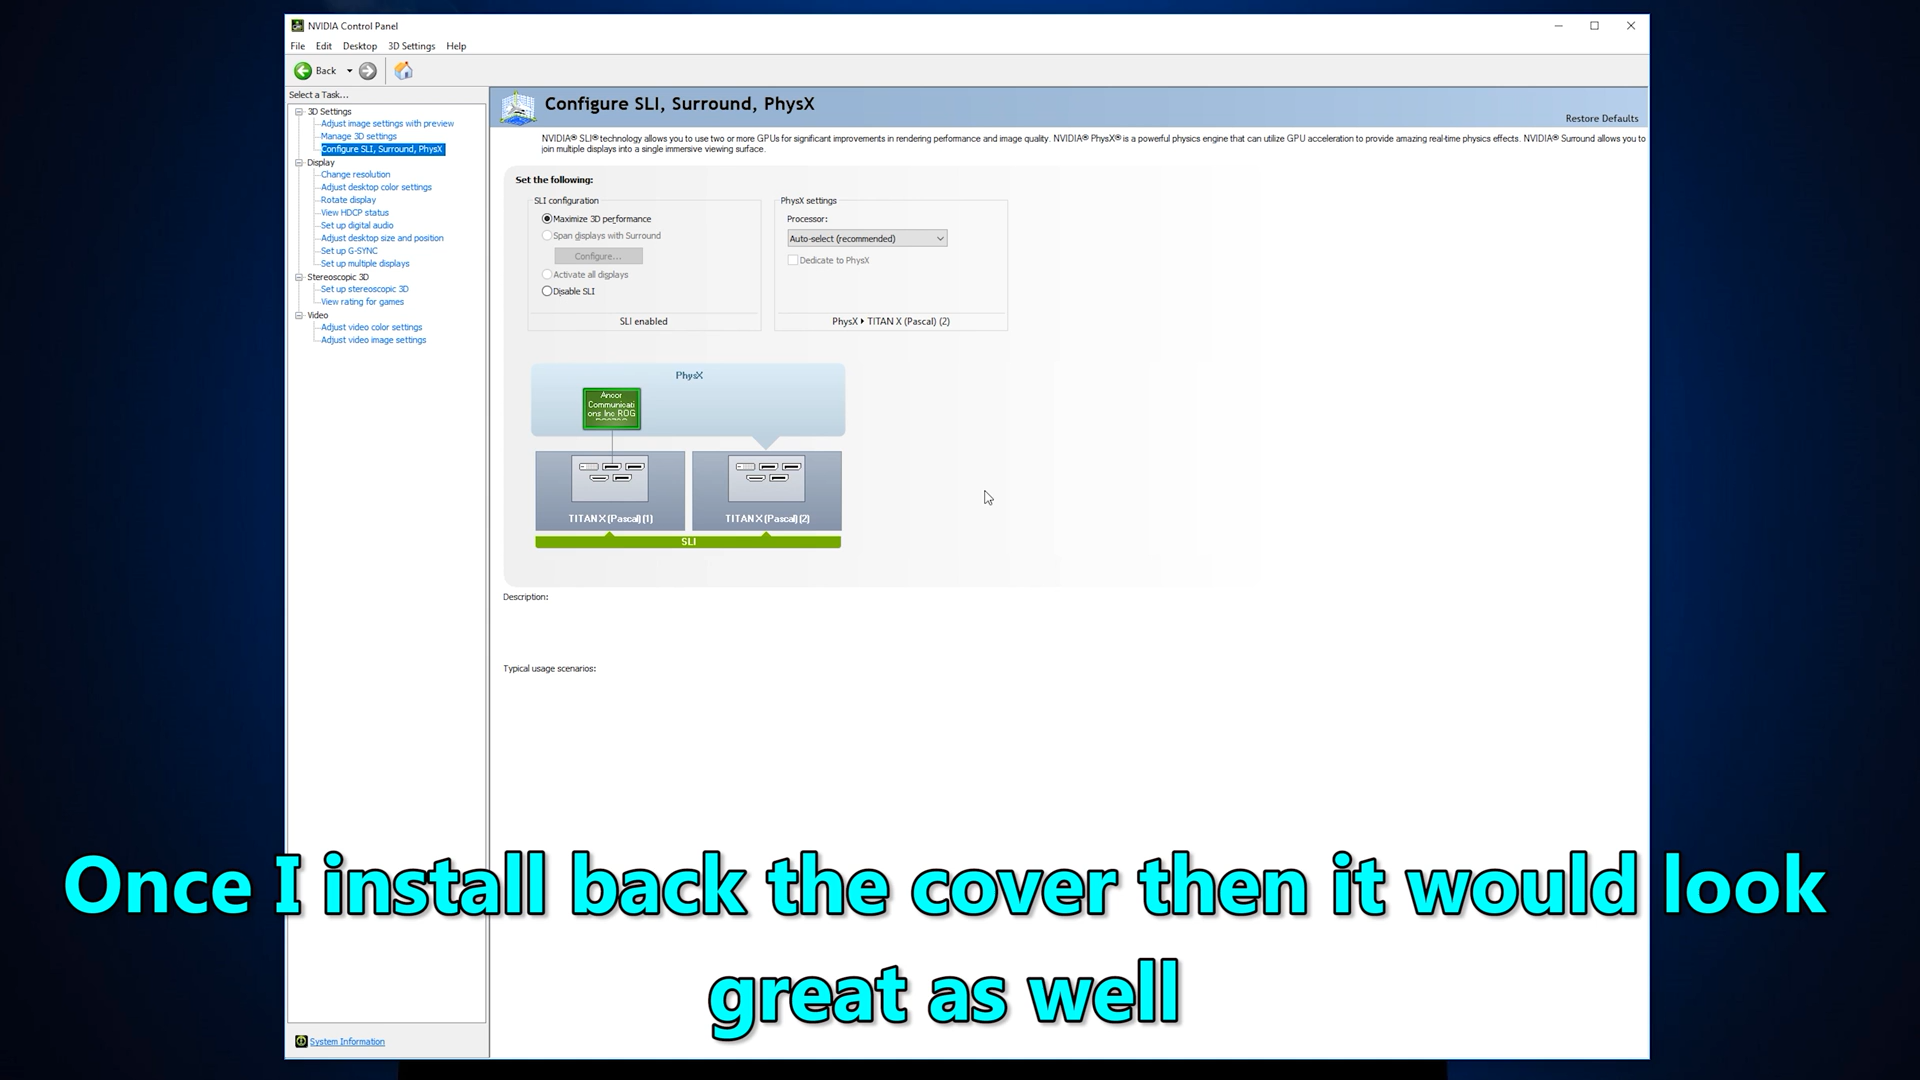 NVIDIA Control Panel
File Edit Desktop 3D Settings Help
Back
Select a Task...
3D Settings
Adjust image settings with preview
Manage 3D settings
Configure SLI, Surround, PhysX
Display
Change resolution
Adjust desktop color settings
Rotate display
View HDCP status
Set up digital audio
Adjust desktop size and position
Set up G-SYNC
Set up multiple displays
Stereoscopic 3D
Set up stereoscopic 3D
View rating for games
Video
Adjust video color settings
Adjust video image settings
System Information
Configure SLI, Surround, PhysX
Restore Defaults
NVIDIA® SLI® technology allows you to use two or more GPUs for significant improvements in rendering performance and image quality. NVIDIA® PhysX® is a powerful physics engine that can utilize GPU acceleration to provide amazing real-time physics effects. NVIDIA® Surround allows you to
join multiple displays into a single immersive viewing surface.
Set the following:
SLI configuration
Maximize 3D performance
Span displays with Surround
Configure...
Activate all displays
Disable SLI
SLI enabled
PhysX settings
Processor:
Auto-select (recommended)
Dedicate to PhysX
PhysX ▸ TITAN X (Pascal) (2)
PhysX
Ancor
Communicati
ons Inc ROG
TITAN X (Pascal) (1)
TITAN X (Pascal) (2)
SLI
Description:
Typical usage scenarios:
Once I install back the cover then it would look
great as well